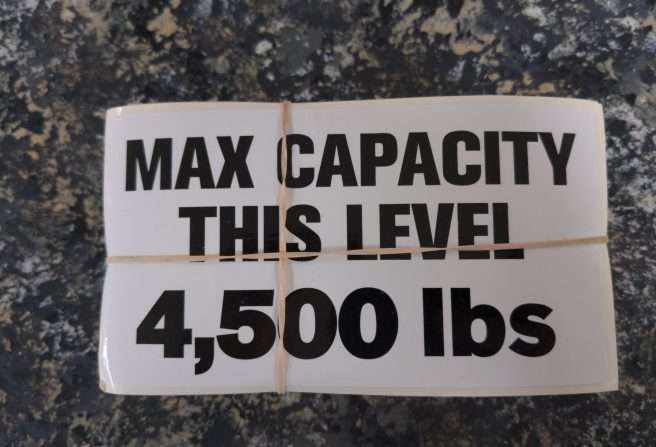 MAX CAPACITY
THIS LEVEL
4,500 lbs